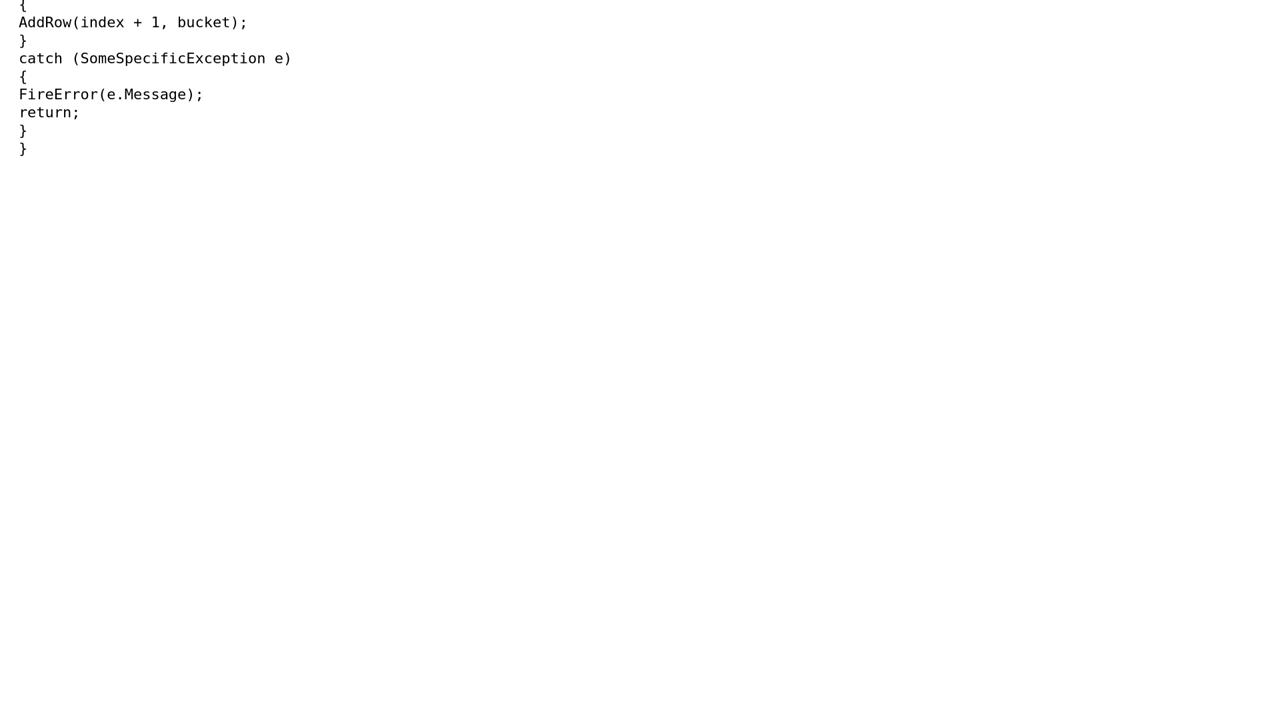 {
AddRow(index + 1, bucket);
}
catch (SomeSpecificException e)
{
FireError(e.Message);
return;
}
}